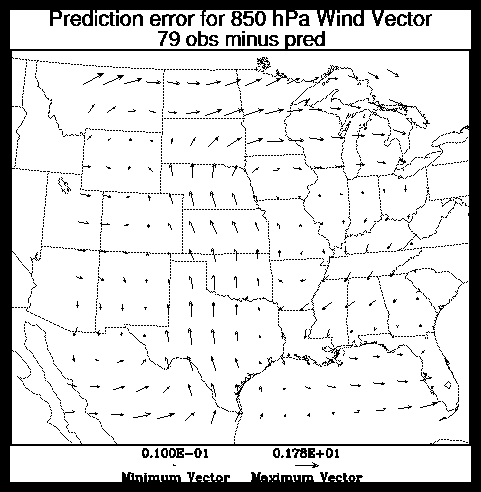 Prediction error for 850 hPa Wind Vector
79 obs minus pred
0.100E-01 0.178E+01
Minimum Vector Maximum Vector